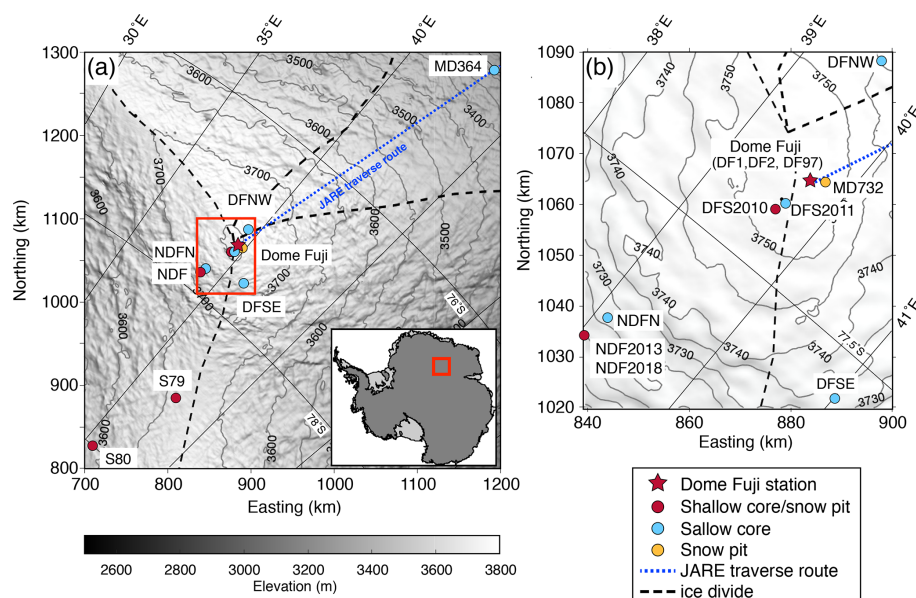 30°E
35°E
40°E
1300
(a)
3600
3500
MD364
3600
3400
3500
1200
3600
3700
3700
JARE traverse route
DFNW
1100
3600
NDFN
Dome Fuji
3500
NDF
3700
1000
3700
DFSE
76°S
3600
3600
900
S79
78°S
3600
S80
800
700
800
900
1000
1100
1200
Northing (km)
Easting (km)
2600
2800
3000
3200
3400
3600
3800
Elevation (m)
38°E
39°E
1090
(b)
3740
3750
DFNW
3750
1080
40°E
Dome Fuji
(DF1,DF2, DF97)
1070
3740
MD732
DFS2010
DFS2011
1060
3750
1050
3740
3740
3730
1040
3740
41°E
NDFN
77.5°S
1030
NDF2013
3730
3740
3740
NDF2018
DFSE
3730
1020
840
860
880
900
Northing (km)
Easting (km)
Dome Fuji station
Shallow core/snow pit
Sallow core
Snow pit
JARE traverse route
ice divide